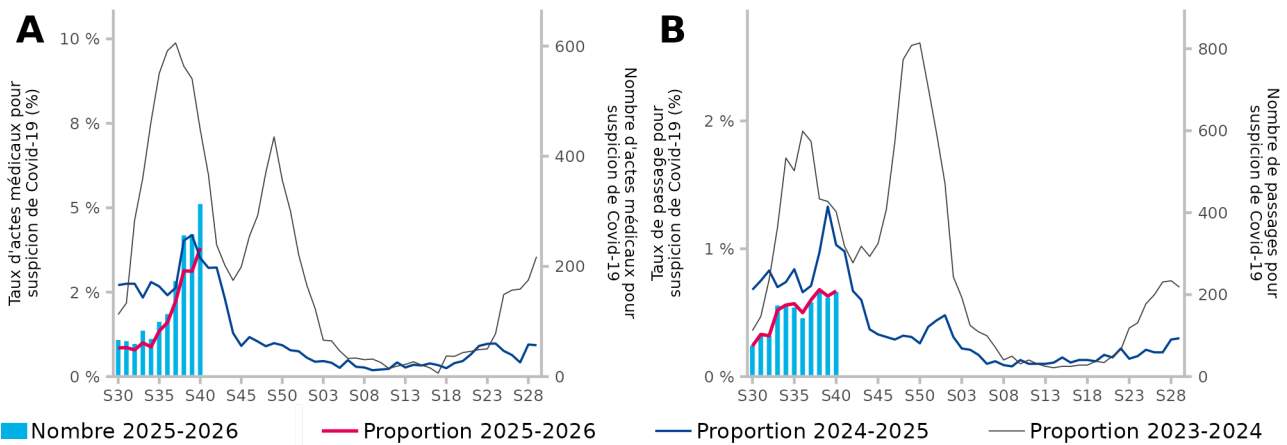 A
Taux d'actes médicaux pour
suspicion de Covid-19 (%)
10 %
8 %
5 %
2 %
0 %
600
400
200
0
Nombre d'actes médicaux pour
suspicion de Covid-19
S30 S35 S40 S45 S50 S03 S08 S13 S18 S23 S28
B
Taux de passage pour
suspicion de Covid-19 (%)
2 %
1 %
0 %
800
600
400
200
0
Nombre de passages pour
suspicion de Covid-19
S30 S35 S40 S45 S50 S03 S08 S13 S18 S23 S28
Nombre 2025-2026 Proportion 2025-2026 Proportion 2024-2025 Proportion 2023-2024